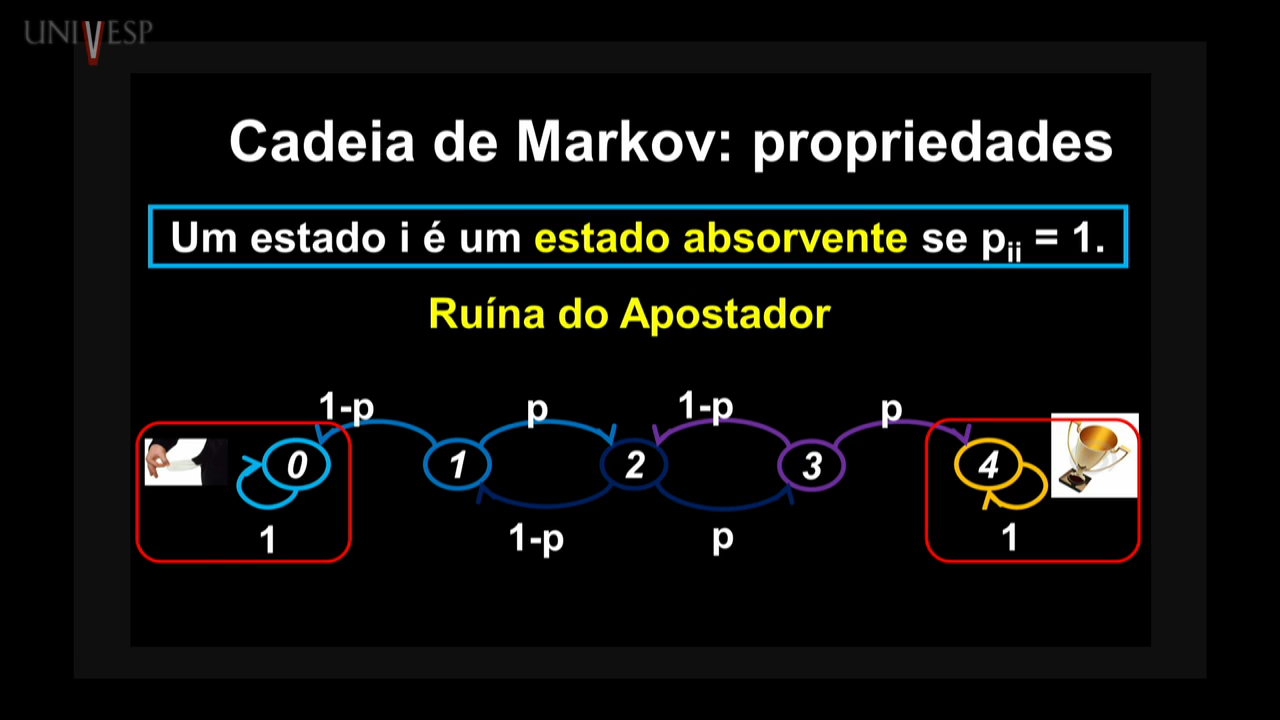 UNIVESP
Cadeia de Markov: propriedades
Um estado i é um estado absorvente se pii = 1.
Ruína do Apostador
1-p p 1-p p
0 1 2 3 4
1 1-p p 1